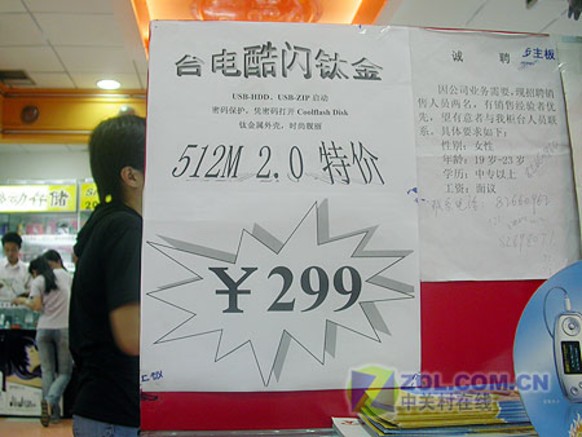 台电酷闪钛金
USB-HDD、USB-ZIP 启动
密码保护，凭密码打开 Coolflash Disk
钛金属外壳，时尚靓丽
512M 2.0 特价
￥299
诚 聘
主板
因公司业务需要，现招聘销
售人员两名，有销售经验者优
先，望有意者与我柜台人员联
系。具体要求如下：
性别：女性
年龄：19岁-23岁
学历：中专以上
工资：面议
ZOL.COM.CN
中关村在线